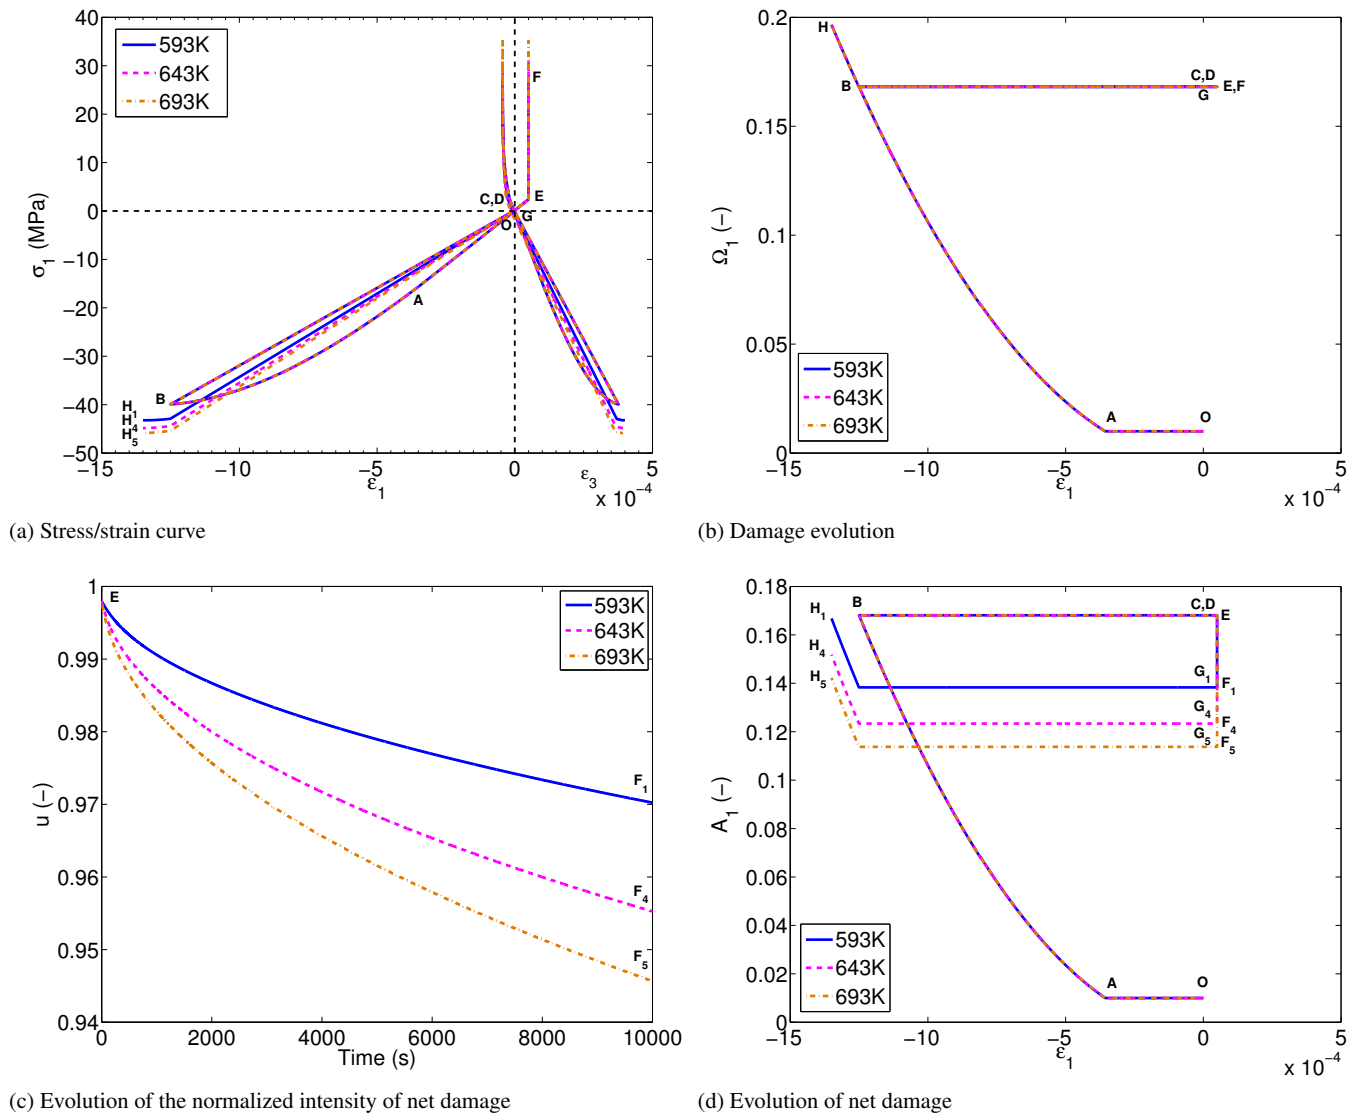 40
30
20
10
0
−10
−20
−30
−40
−50
σ1 (MPa)
593K
643K
693K
F
E
C,D
G
O
A
B
H1
H4
H5
−15
−10
−5
0
5
ε1
ε3
x 10−4
(a) Stress/strain curve
0.2
0.15
0.1
0.05
0
Ω1 (−)
H
B
C,D
G
E,F
593K
643K
693K
A
O
−15
−10
−5
0
5
ε1
x 10−4
(b) Damage evolution
1
0.99
0.98
0.97
0.96
0.95
0.94
u (−)
E
593K
643K
693K
F1
F4
F5
0
2000
4000
6000
8000
10000
Time (s)
(c) Evolution of the normalized intensity of net damage
0.18
0.16
0.14
0.12
0.1
0.08
0.06
0.04
0.02
0
A1 (−)
H1
H4
H5
B
C,D
E
G1
F1
G4
F4
G5
F5
593K
643K
693K
A
O
−15
−10
−5
0
5
ε1
x 10−4
(d) Evolution of net damage